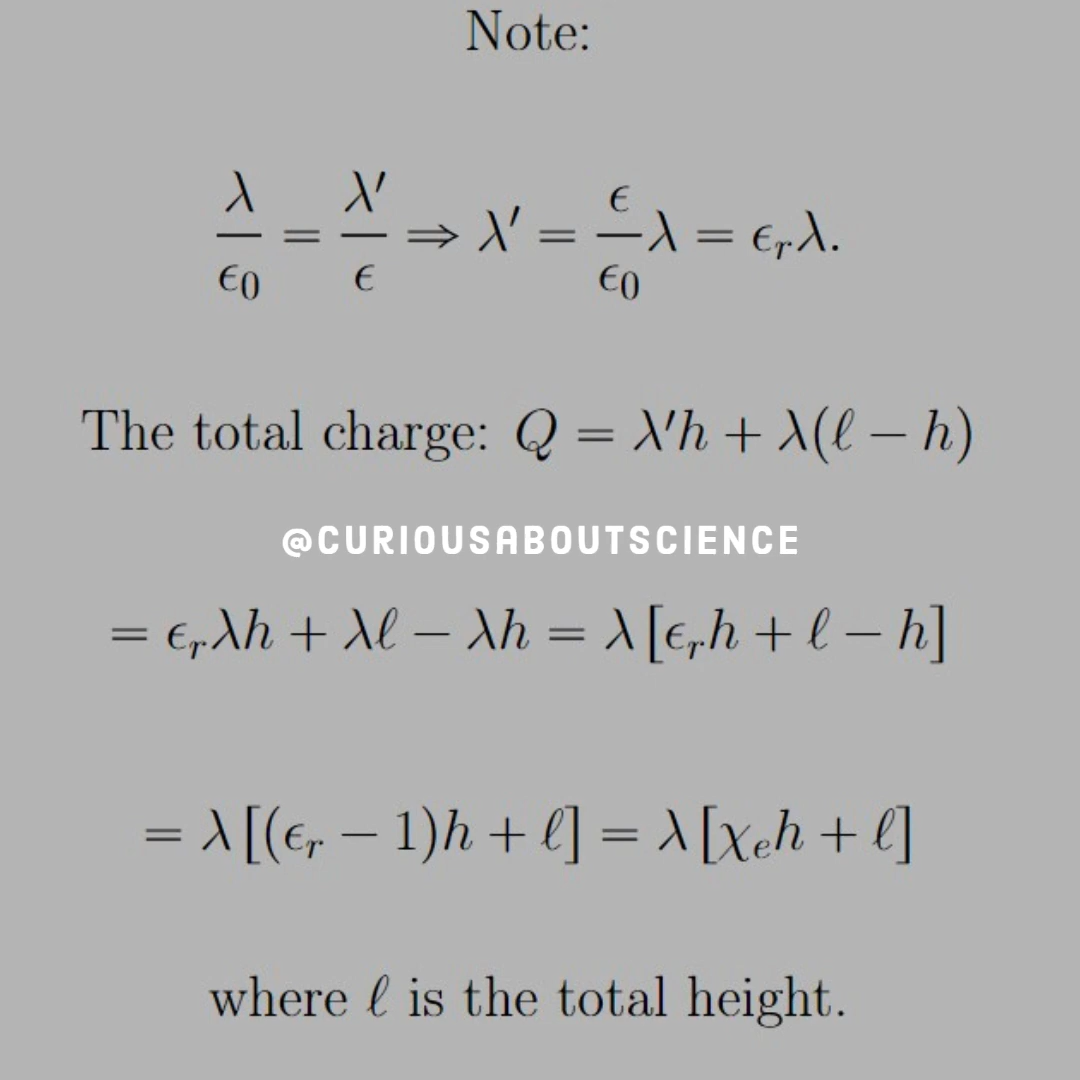 Note:
λ/ϵ₀ = λ′/ϵ ⇒ λ′ = ϵ/ϵ₀ λ = ϵᵣλ.
The total charge: Q = λ′h + λ(ℓ − h)
@CURIOUSABOUTSCIENCE
= ϵᵣλh + λℓ − λh = λ[ϵᵣh + ℓ − h]
= λ[(ϵᵣ − 1)h + ℓ] = λ[χₑh + ℓ]
where ℓ is the total height.